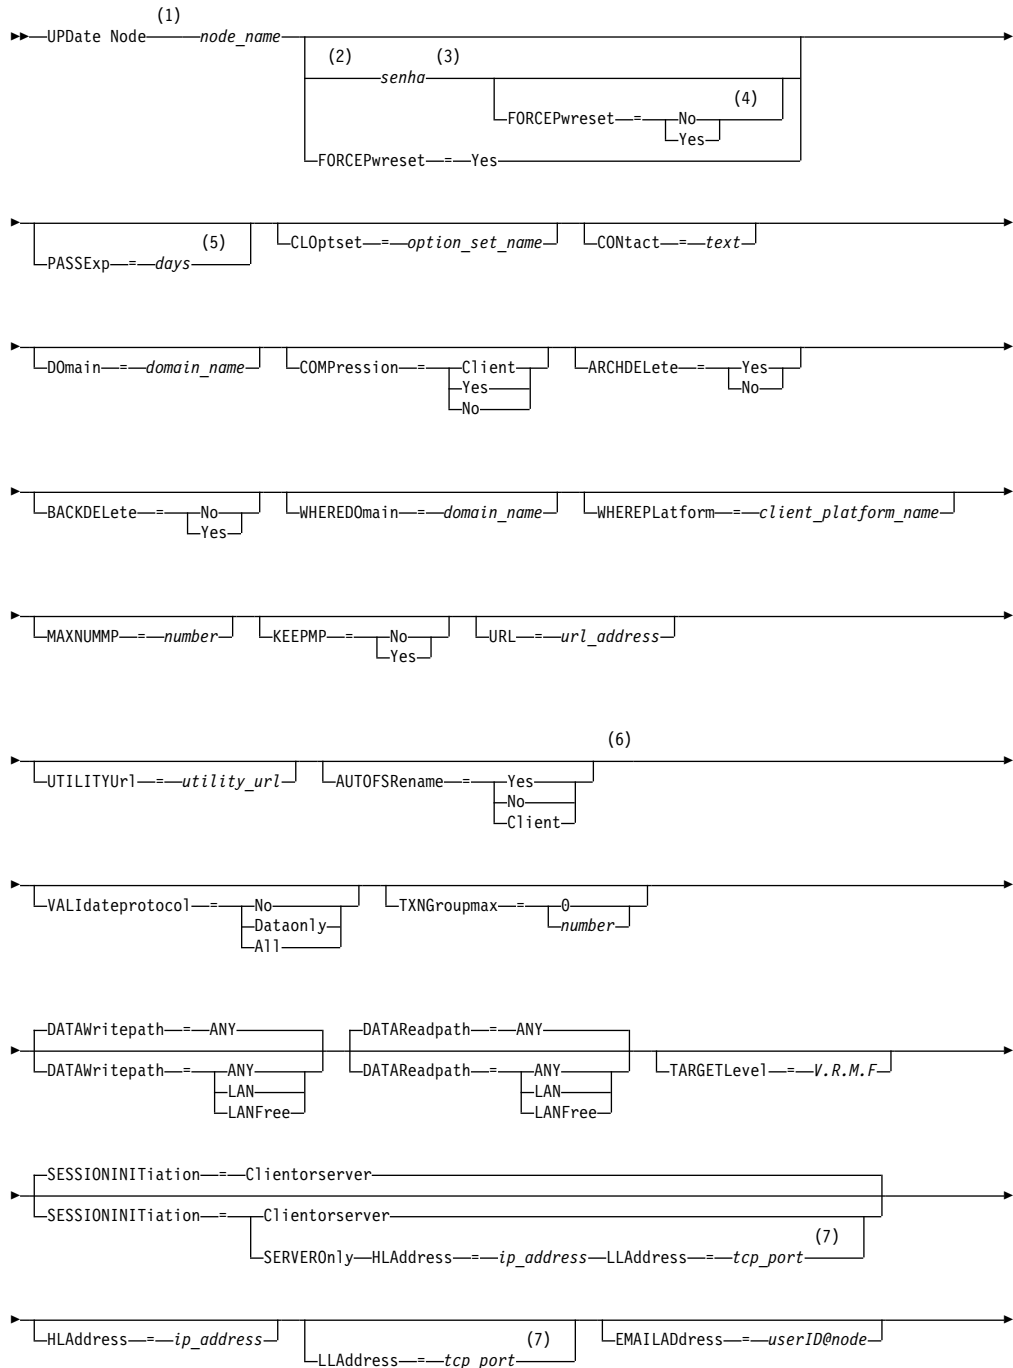 (1)
UPDate Node node_name
(2) senha (3)
FORCEPwreset = No (4)
Yes
FORCEPwreset = Yes
PASSExp = days (5)
CLOptset = option_set_name
CONtact = text
DOmain = domain_name
COMPression = Client
Yes
No
ARCHDELete = Yes
No
BACKDELete = No
Yes
WHEREDOmain = domain_name
WHEREPLatform = client_platform_name
MAXNUMMP = number
KEEPMP = No
Yes
URL = url_address
UTILITYUrl = utility_url
AUTOFSRename = Yes (6)
No
Client
VALIdateprotocol = No
Dataonly
All
TXNGroupmax = 0
number
DATAWritepath = ANY
DATAWritepath = ANY
LAN
LANFree
DATAReadpath = ANY
DATAReadpath = ANY
LAN
LANFree
TARGETLevel = V.R.M.F
SESSIONINITiation = Clientorserver
SESSIONINITiation = Clientorserver
SERVEROnly HLAddress = ip_address LLAddress = tcp_port (7)
HLAddress = ip_address
LLAddress = tcp_port (7)
EMAILADdress = userID@node